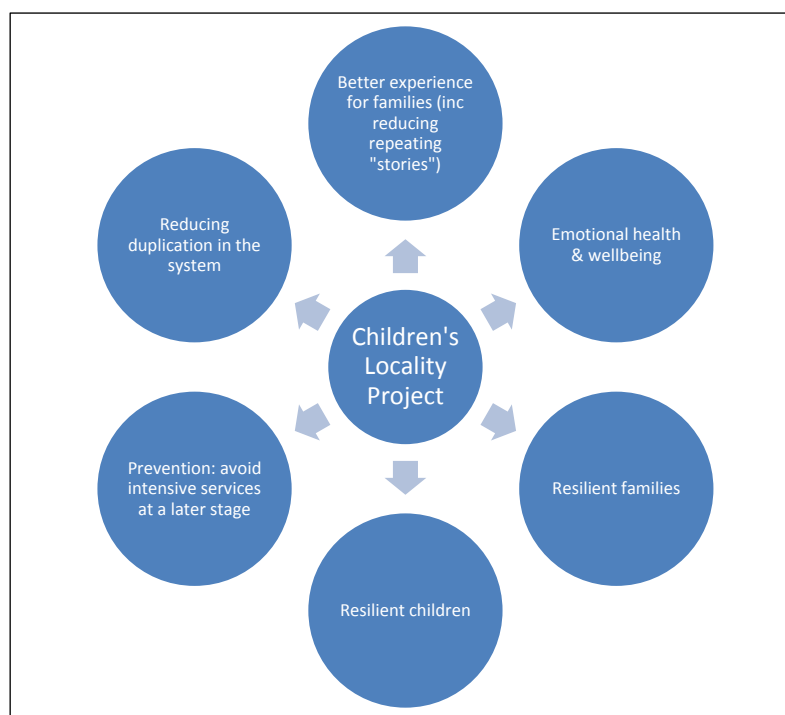 Better experience
for families (inc
reducing
repeating
"stories")
Reducing
duplication in the
system
Emotional health
& wellbeing
Children's
Locality
Project
Prevention: avoid
intensive services
at a later stage
Resilient families
Resilient children